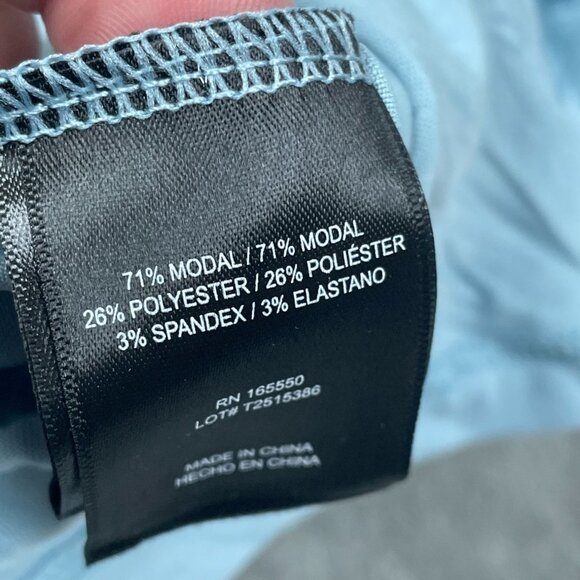 71% MODAL / 71% MODAL
26% POLYESTER / 26% POLIÉSTER
3% SPANDEX / 3% ELASTANO
RN 165550
LOT# T2515386
MADE IN CHINA
HECHO EN CHINA